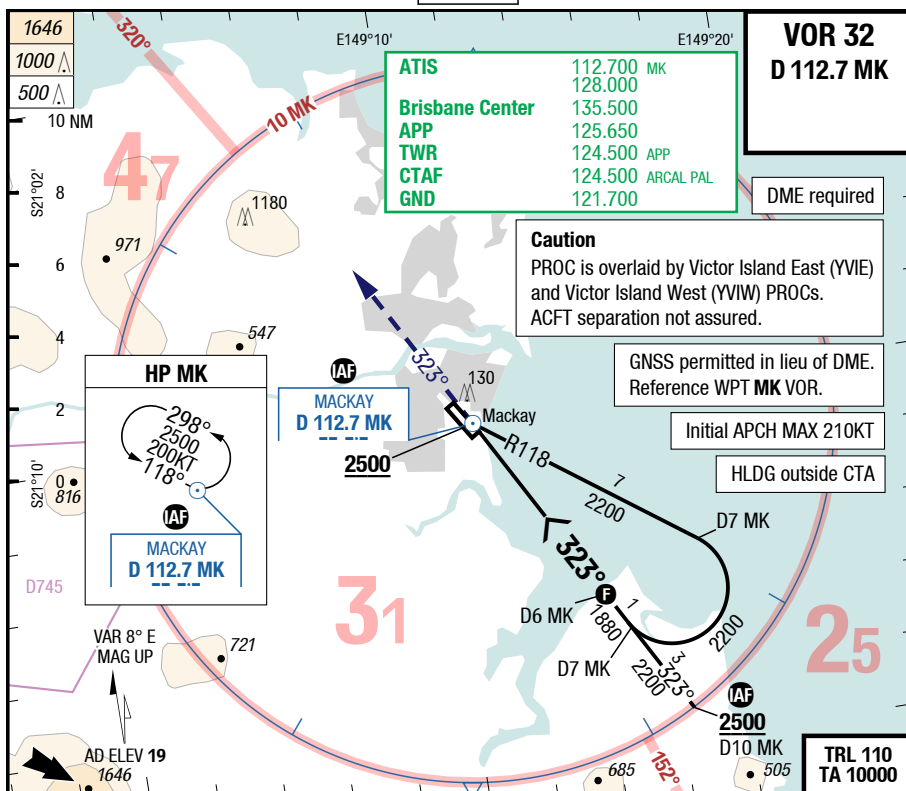 1646
1000
500
10 NM
8
6
4
2
0
S21°02'
S21°10'
E149°10'
E149°20'
320°
10 MK
47
ATIS 112.700 MK
128.000
Brisbane Center 135.500
APP 125.650
TWR 124.500 APP
CTAF 124.500 ARCAL PAL
GND 121.700
VOR 32
D 112.7 MK
DME required
Caution
PROC is overlaid by Victor Island East (YVIE)
and Victor Island West (YVIW) PROCs.
ACFT separation not assured.
GNSS permitted in lieu of DME.
Reference WPT MK VOR.
Initial APCH MAX 210KT
HLDG outside CTA
1180
971
547
323°
130
IAF
MACKAY
D 112.7 MK
Mackay
2500
R118
7
2200
D7 MK
HP MK
298°
2500
200KT
118°
IAF
MACKAY
D 112.7 MK
816
D745
31
323°
F
D6 MK
1
1880
D7 MK
2200
3
2200
323°
25
IAF
2500
D10 MK
721
VAR 8° E
MAG UP
AD ELEV 19
1646
152°
685
505
TRL 110
TA 10000